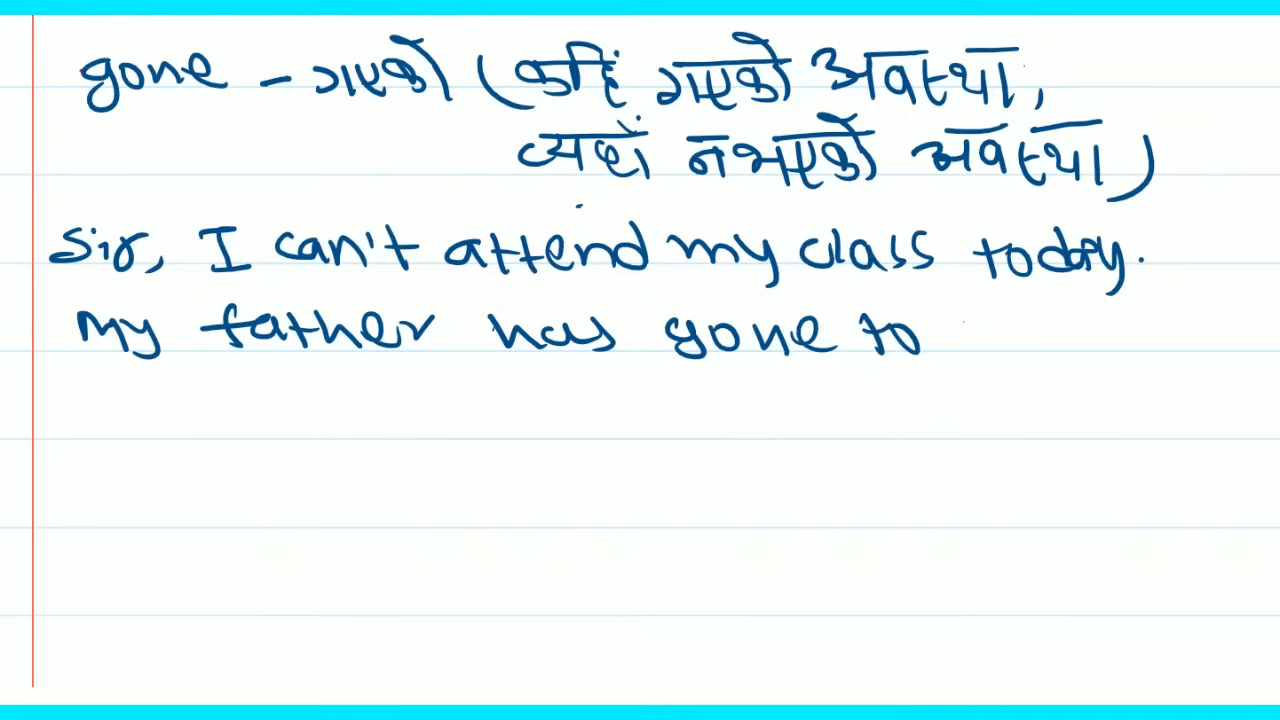 gone - गएको (कहिं गएको अवस्था,
त्यहाँ नभएको अवस्था)
Sir, I can't attend my class today.
My father has gone to